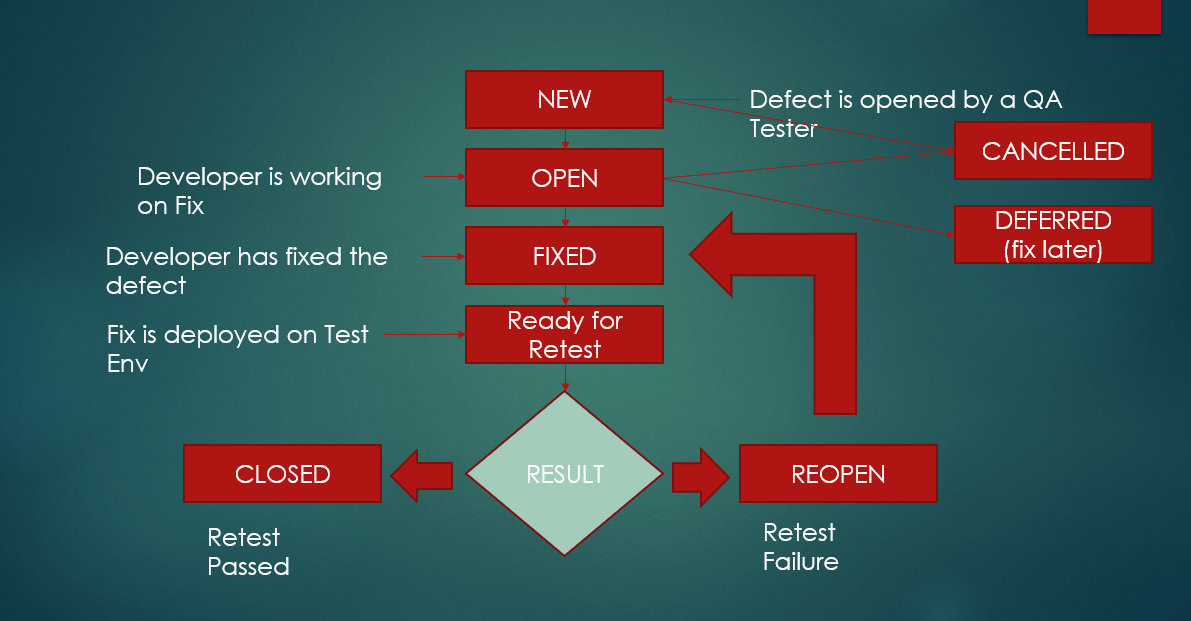 NEW
Defect is opened by a QA
Tester
CANCELLED
Developer is working
on Fix
OPEN
DEFERRED
(fix later)
Developer has fixed the
defect
FIXED
Fix is deployed on Test
Env
Ready for
Retest
CLOSED
RESULT
REOPEN
Retest
Passed
Retest
Failure